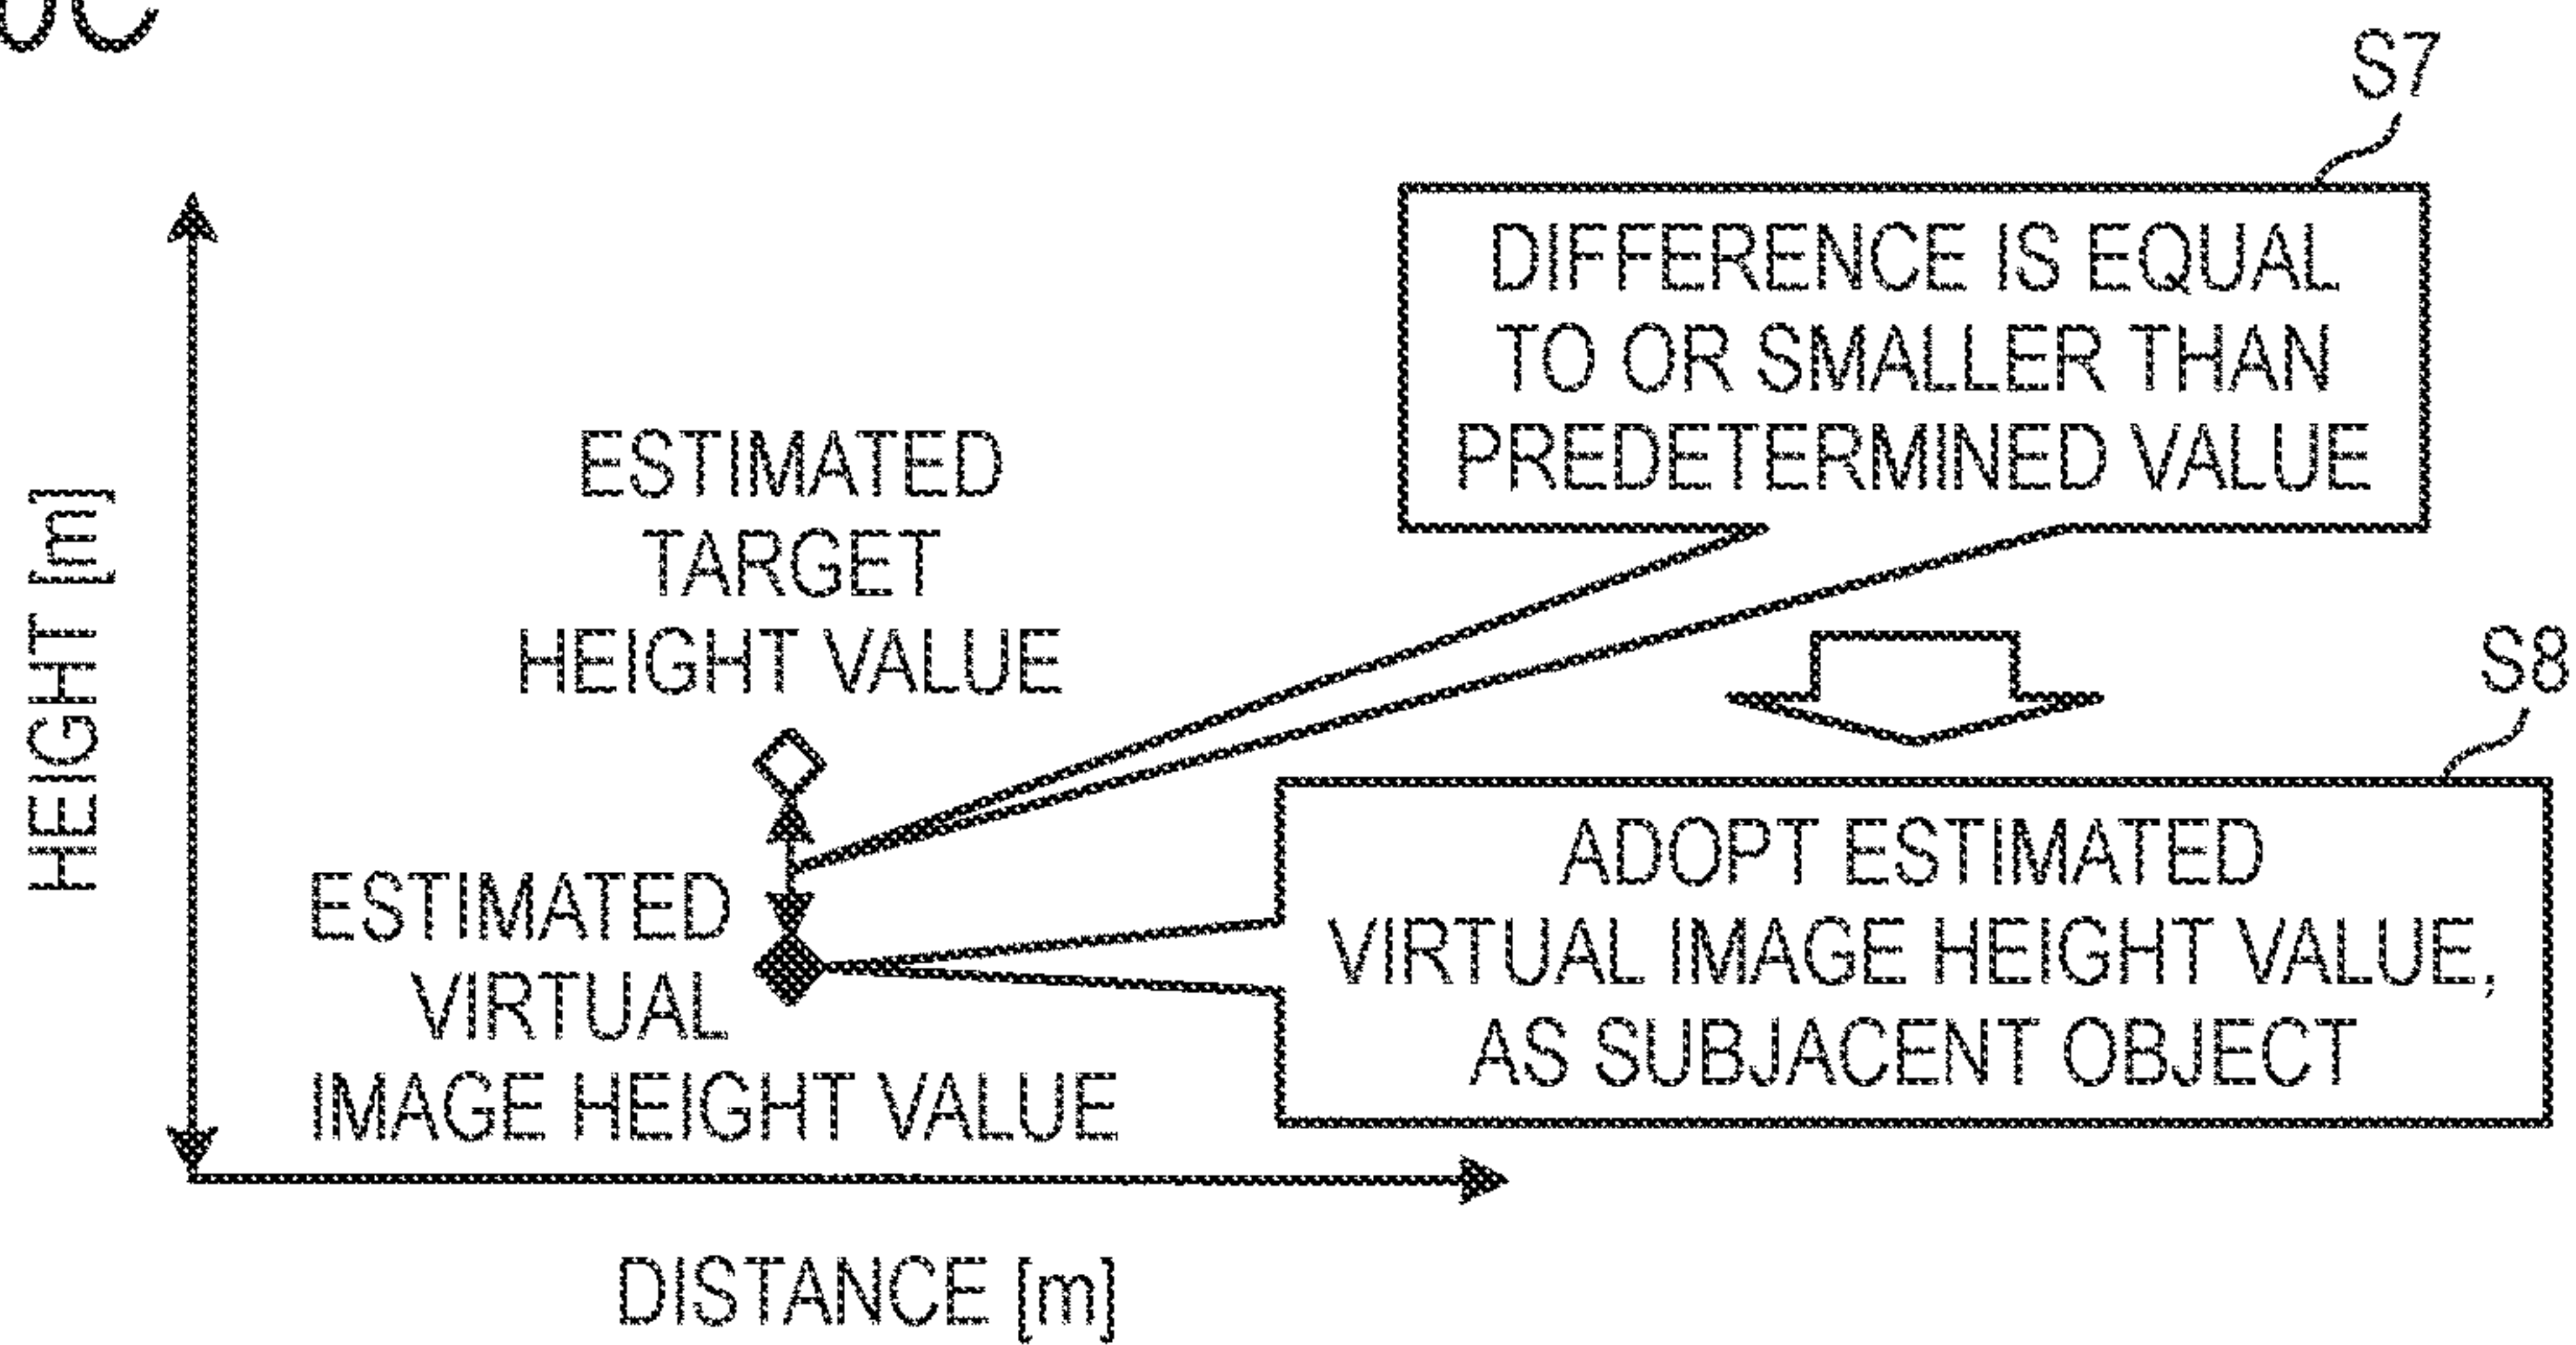 S7
DIFFERENCE IS EQUAL
TO OR SMALLER THAN
PREDETERMINED VALUE
ESTIMATED
TARGET
HEIGHT VALUE
HEIGHT [m]
S8
ADOPT ESTIMATED
VIRTUAL IMAGE HEIGHT VALUE,
AS SUBJACENT OBJECT
ESTIMATED
VIRTUAL
IMAGE HEIGHT VALUE
DISTANCE [m]